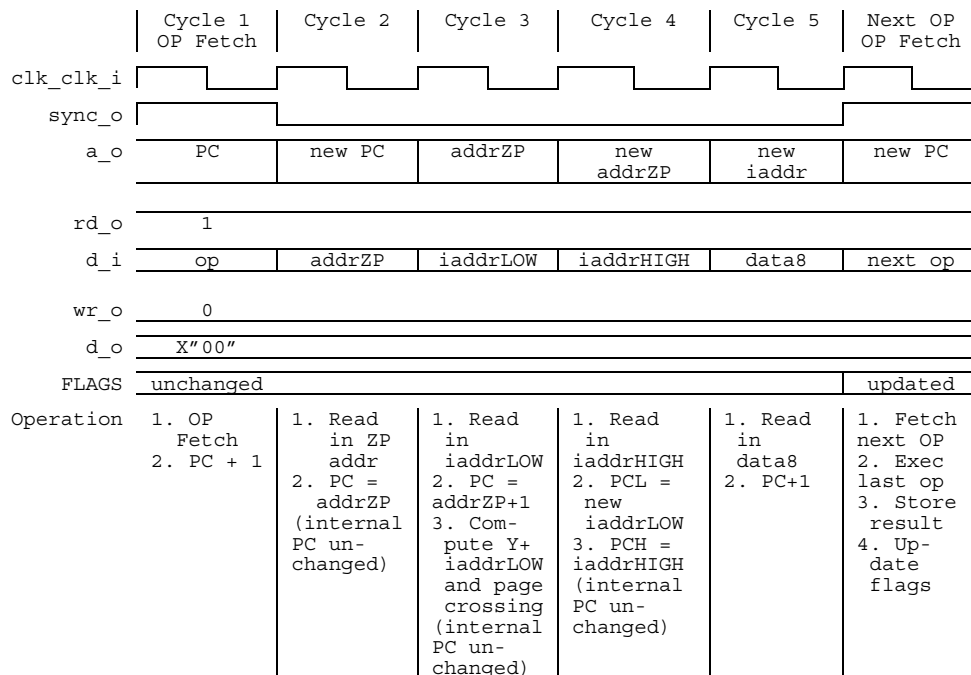 Cycle 1 Cycle 2 Cycle 3 Cycle 4 Cycle 5 Next OP
OP Fetch OP Fetch
clk_clk_i
sync_o
a_o PC new PC addrZP new new new PC
addrZP iaddr
rd_o 1
d_i op addrZP iaddrLOW iaddrHIGH data8 next op
wr_o 0
d_o X"00"
FLAGS unchanged updated
Operation 1. OP 1. Read 1. Read 1. Read 1. Read 1. Fetch
Fetch in ZP in in in next OP
2. PC + 1 addr iaddrLOW iaddrHIGH data8 2. Exec
2. PC = 2. PC = 2. PCL = 2. PC+1 last op
addrZP addrZP+1 new 3. Store
(internal 3. Com- iaddrLOW result
PC un- pute Y+ 3. PCH = 4. Up-
changed) iaddrLOW iaddrHIGH date
and page (internal flags
crossing PC un-
(internal changed)
PC un-
changed)